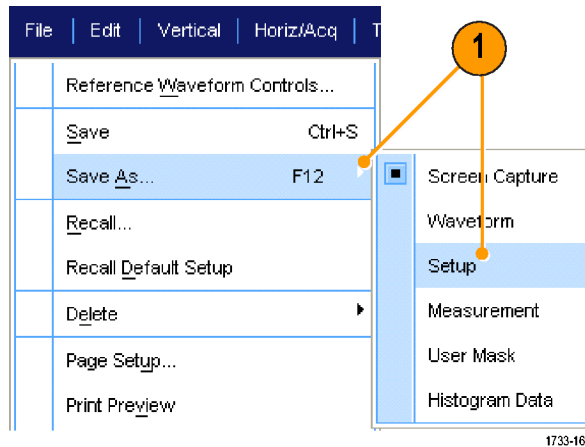 File | Edit | Vertical | Horiz/Acq | T
1
Reference Waveform Controls...
Save Ctrl+S
Save As... F12
Recall...
Recall Default Setup
Delete
Page Setup...
Print Preview
Screen Capture
Waveform
Setup
Measurement
User Mask
Histogram Data
1733-16